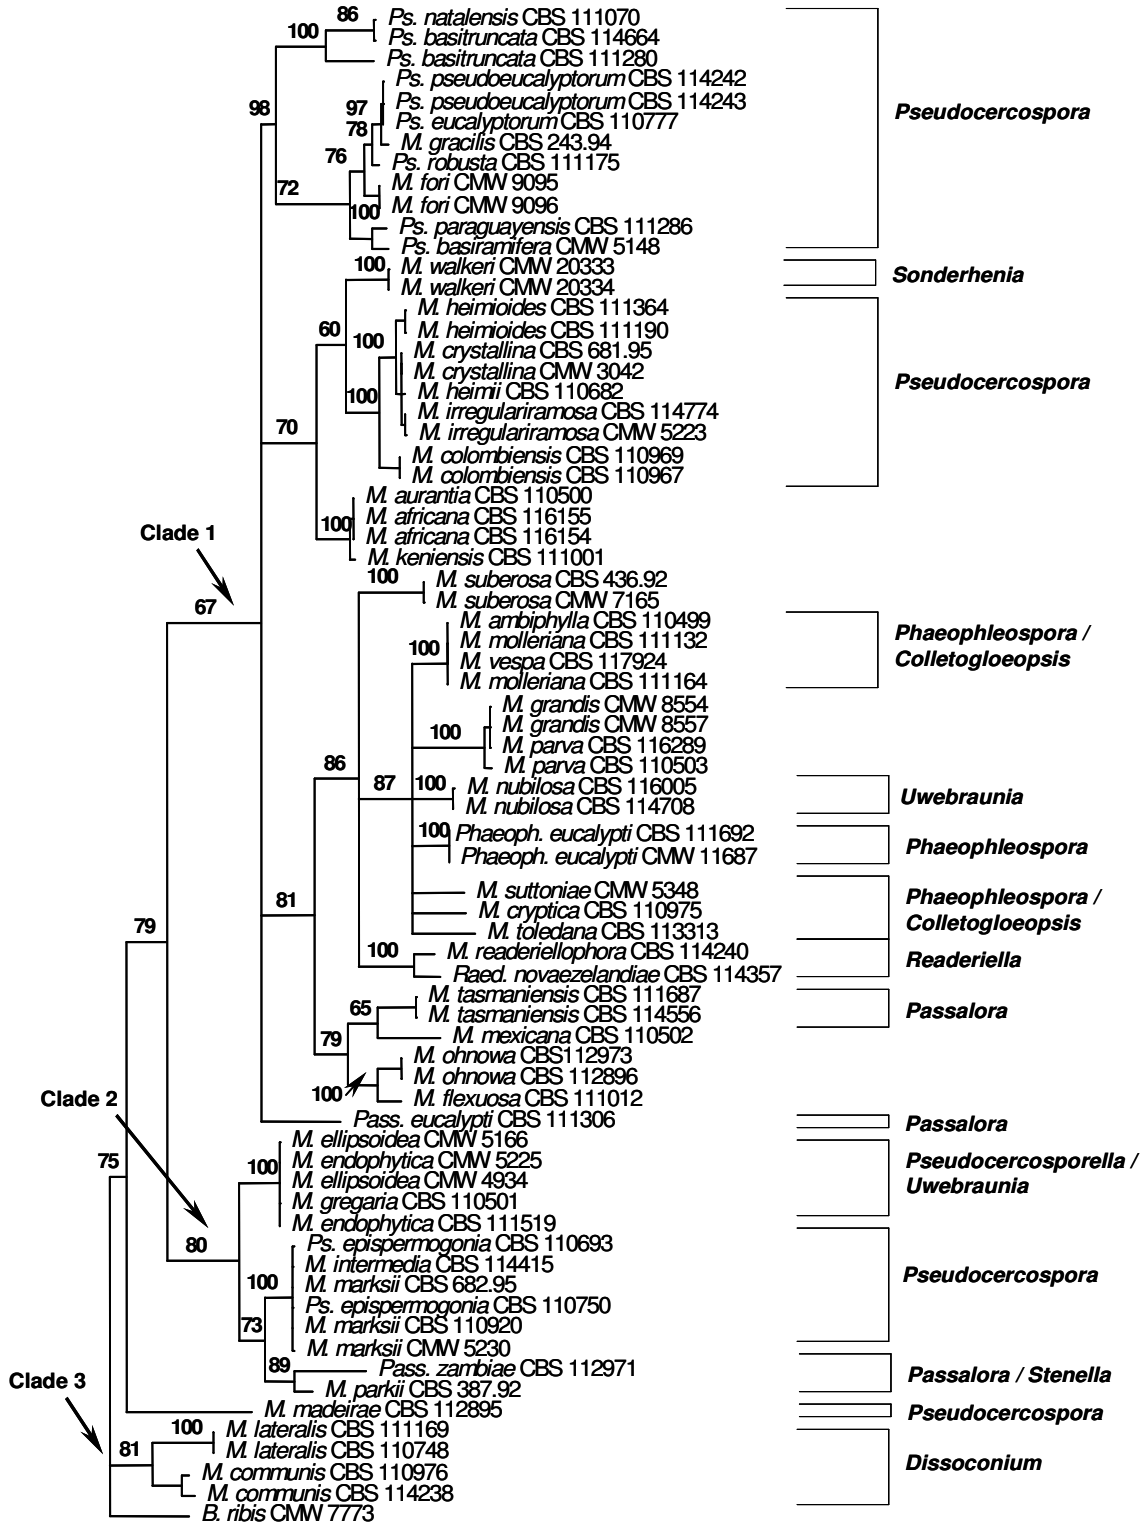 86
Ps. natalensis CBS 111070
100
Ps. basitruncata CBS 114664
Ps. basitruncata CBS 111280
Ps. pseudoeucalyptorum CBS 114242
98
97
Ps. pseudoeucalyptorum CBS 114243
Pseudocercospora
78
Ps. eucalyptorum CBS 110777
M. gracilis CBS 243.94
76
Ps. robusta CBS 111175
72
M. fori CMW 9095
100
M. fori CMW 9096
Ps. paraguayensis CBS 111286
Ps. basiramifera CMW 5148
100
M. walkeri CMW 20333
Sonderhenia
M. walkeri CMW 20334
M. heimioides CBS 111364
60
100
M. heimioides CBS 111190
M. crystallina CBS 681.95
M. crystallina CMW 3042
Pseudocercospora
100
M. heimii CBS 110682
M. irregulariramosa CBS 114774
70
M. irregulariramosa CMW 5223
M. colombiensis CBS 110969
M. colombiensis CBS 110967
M. aurantia CBS 110500
100
M. africana CBS 116155
Clade 1
M. africana CBS 116154
M. keniensis CBS 111001
100
M. suberosa CBS 436.92
67
M. suberosa CMW 7165
M. ambiphylla CBS 110499
100
M. molleriana CBS 111132
Phaeophleospora /
Colletogloeopsis
M. vespa CBS 117924
M. molleriana CBS 111164
M. grandis CMW 8554
100
M. grandis CMW 8557
M. parva CBS 116289
86
M. parva CBS 110503
87
100
M. nubilosa CBS 116005
Uwebraunia
M. nubilosa CBS 114708
100
Phaeoph. eucalypti CBS 111692
Phaeophleospora
Phaeoph. eucalypti CMW 11687
81
M. suttoniae CMW 5348
Phaeophleospora /
Colletogloeopsis
M. cryptica CBS 110975
79
M. toledana CBS 113313
100
M. readeriellophora CBS 114240
Readeriella
Raed. novaezelandiae CBS 114357
M. tasmaniensis CBS 111687
65
M. tasmaniensis CBS 114556
Passalora
79
M. mexicana CBS 110502
M. ohnowa CBS112973
M. ohnowa CBS 112896
Clade 2
100
M. flexuosa CBS 111012
Pass. eucalypti CBS 111306
Passalora
M. ellipsoidea CMW 5166
75
100
M. endophytica CMW 5225
Pseudocercosporella /
Uwebraunia
M. ellipsoidea CMW 4934
M. gregaria CBS 110501
M. endophytica CBS 111519
80
Ps. epispermogonia CBS 110693
M. intermedia CBS 114415
100
M. marksii CBS 682.95
Pseudocercospora
Ps. epispermogonia CBS 110750
73
M. marksii CBS 110920
M. marksii CMW 5230
89
Pass. zambiae CBS 112971
Passalora / Stenella
Clade 3
M. parkii CBS 387.92
M. madeirae CBS 112895
Pseudocercospora
100
M. lateralis CBS 111169
81
M. lateralis CBS 110748
Dissoconium
M. communis CBS 110976
M. communis CBS 114238
B. ribis CMW 7773